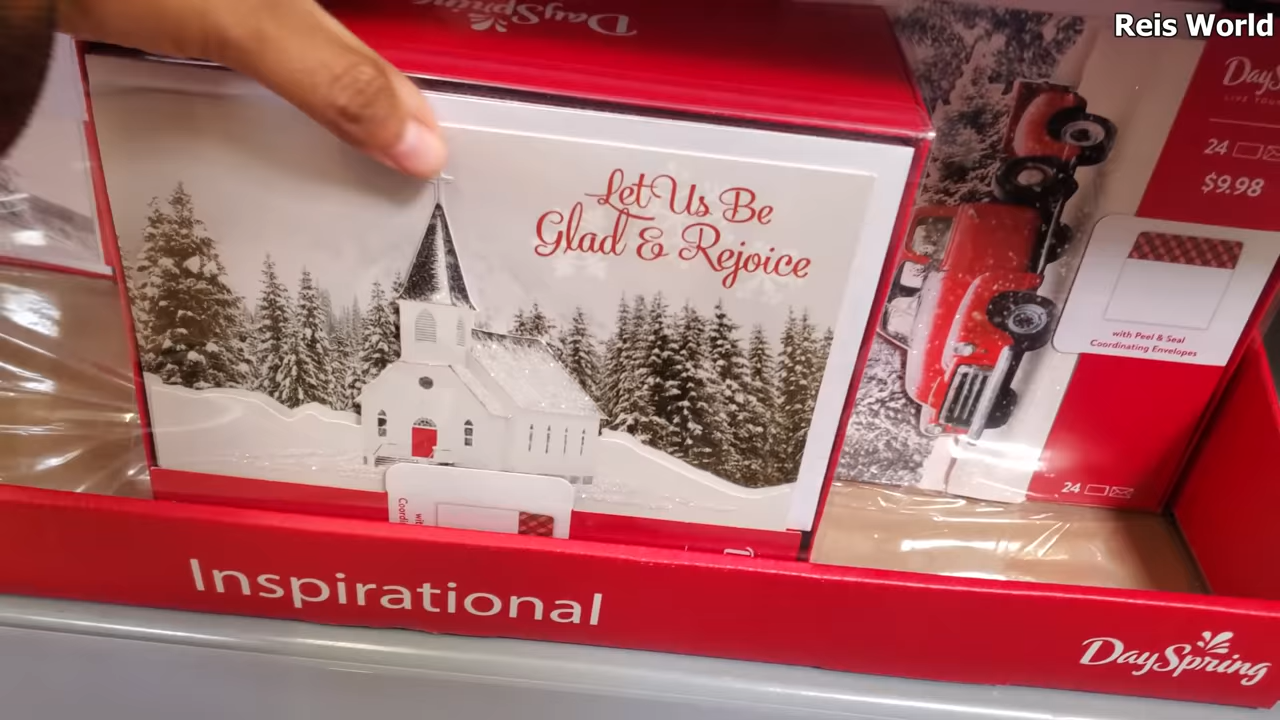 Reis World
DaySpring
Let Us Be
Glad & Rejoice
24
$9.98
with Peel & Seal
Coordinating Envelopes
24
Inspirational
DaySpring